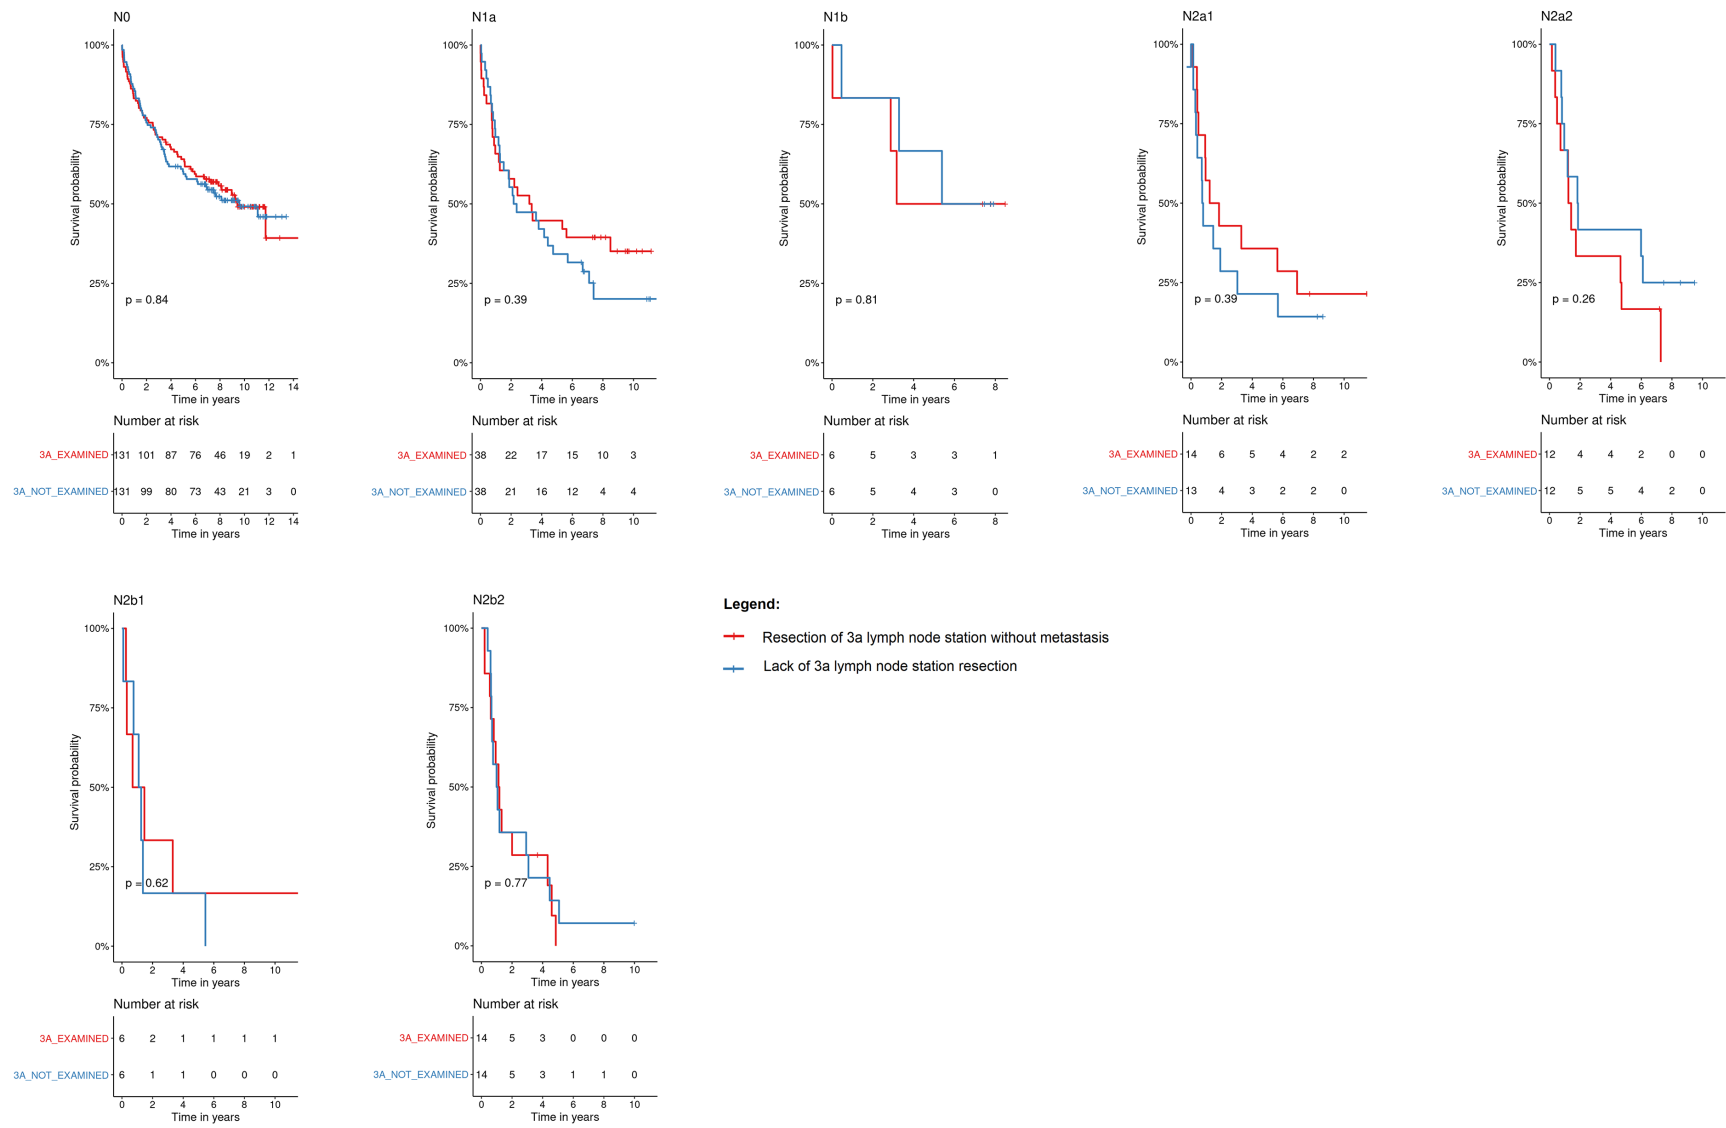 N0
100%
75%
50%
25%
0%
Survival probability
p = 0.84
0 2 4 6 8 10 12 14
Time in years
Number at risk
3A_EXAMINED 131 101 87 76 46 19 2 1
3A_NOT_EXAMINED 131 99 80 73 43 21 3 0
0 2 4 6 8 10 12 14
Time in years
N1a
100%
75%
50%
25%
0%
Survival probability
p = 0.39
0 2 4 6 8 10
Time in years
Number at risk
3A_EXAMINED 38 22 17 15 10 3
3A_NOT_EXAMINED 38 21 16 12 4 4
0 2 4 6 8 10
Time in years
N1b
100%
75%
50%
25%
0%
Survival probability
p = 0.81
0 2 4 6 8
Time in years
Number at risk
3A_EXAMINED 6 5 3 3 1
3A_NOT_EXAMINED 6 5 4 3 0
0 2 4 6 8
Time in years
N2a1
100%
75%
50%
25%
0%
Survival probability
p = 0.39
0 2 4 6 8 10
Time in years
Number at risk
3A_EXAMINED 14 6 5 4 2 2
3A_NOT_EXAMINED 13 4 3 2 2 0
0 2 4 6 8 10
Time in years
N2a2
100%
75%
50%
25%
0%
Survival probability
p = 0.26
0 2 4 6 8 10
Time in years
Number at risk
3A_EXAMINED 12 4 4 2 0 0
3A_NOT_EXAMINED 12 5 5 4 2 0
0 2 4 6 8 10
Time in years
N2b1
100%
75%
50%
25%
0%
Survival probability
p = 0.62
0 2 4 6 8 10
Time in years
Number at risk
3A_EXAMINED 6 2 1 1 1 1
3A_NOT_EXAMINED 6 1 1 0 0 0
0 2 4 6 8 10
Time in years
N2b2
100%
75%
50%
25%
0%
Survival probability
p = 0.77
0 2 4 6 8 10
Time in years
Number at risk
3A_EXAMINED 14 5 3 0 0 0
3A_NOT_EXAMINED 14 5 3 1 1 0
0 2 4 6 8 10
Time in years
Legend:
Resection of 3a lymph node station without metastasis
Lack of 3a lymph node station resection